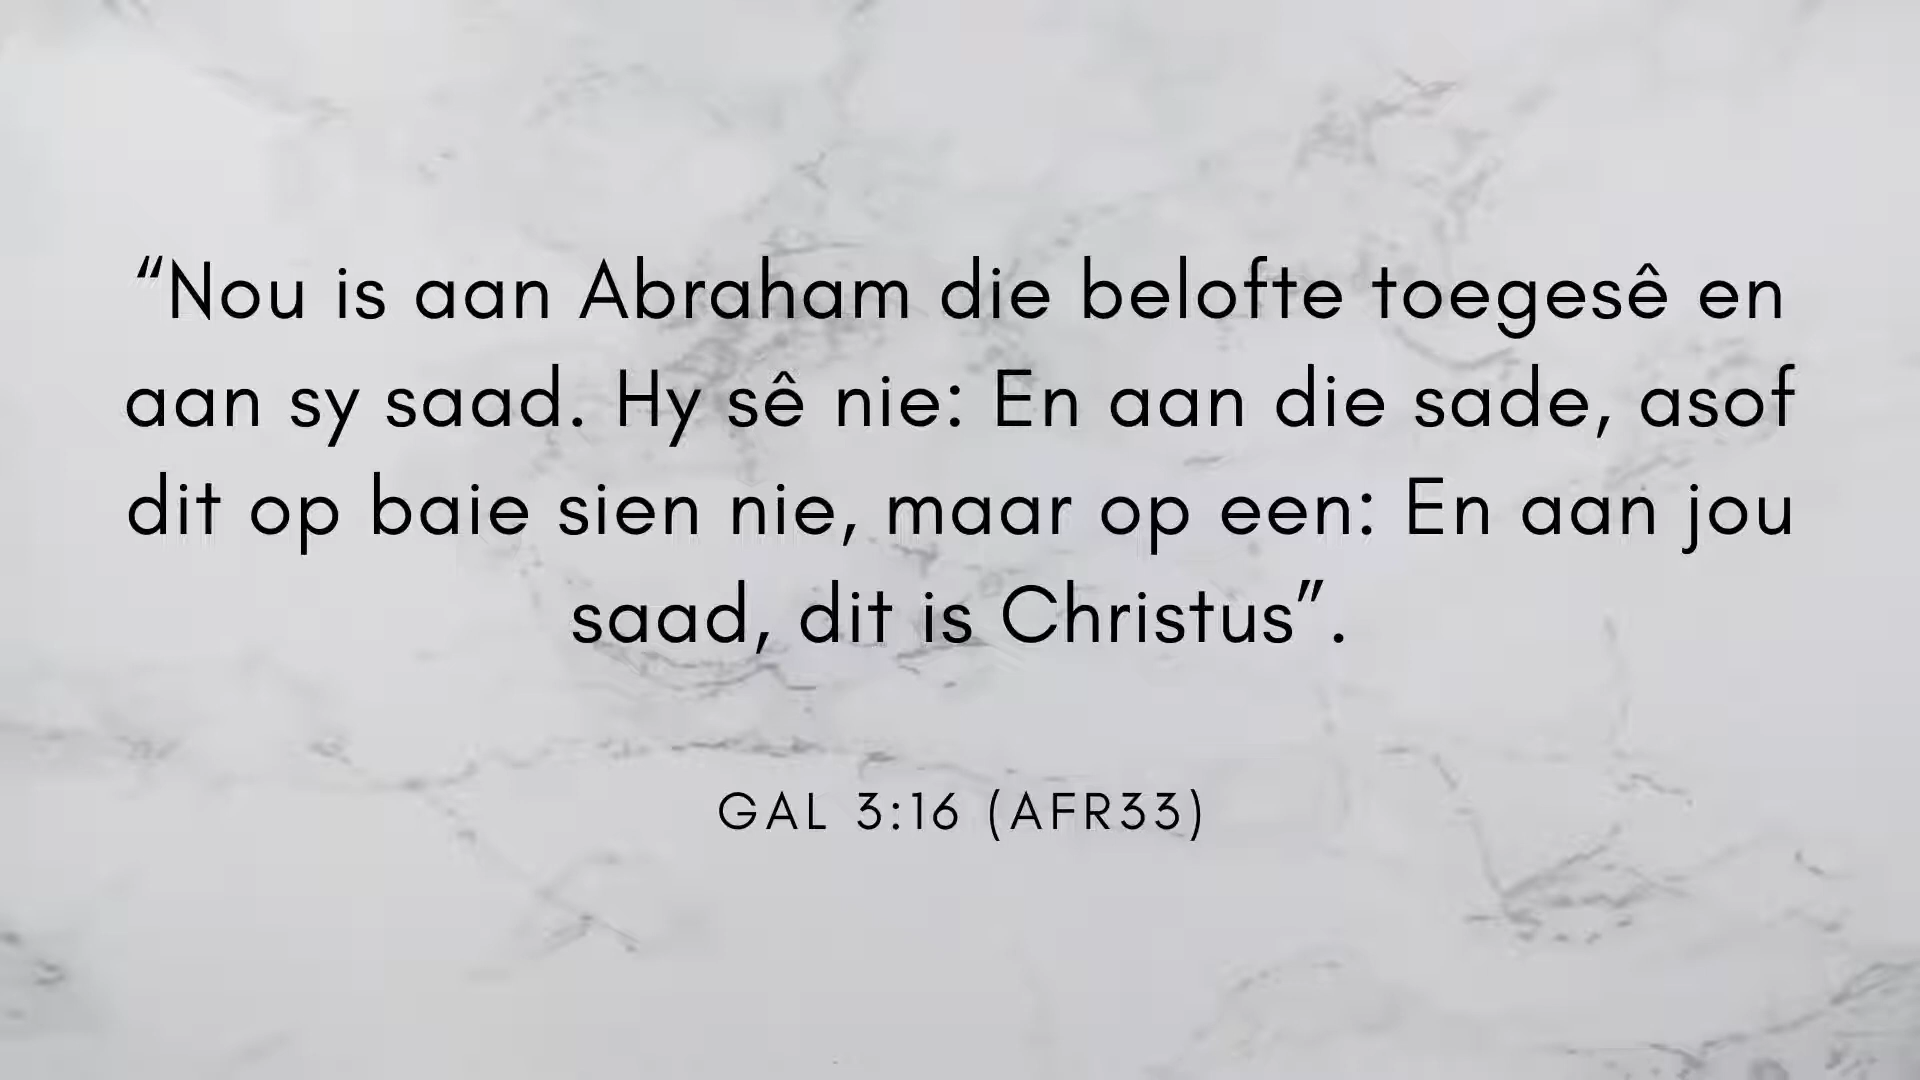 “Nou is aan Abraham die belofte toegesê en
aan sy saad. Hy sê nie: En aan die sade, asof
dit op baie sien nie, maar op een: En aan jou
saad, dit is Christus”.
GAL 3:16 (AFR33)